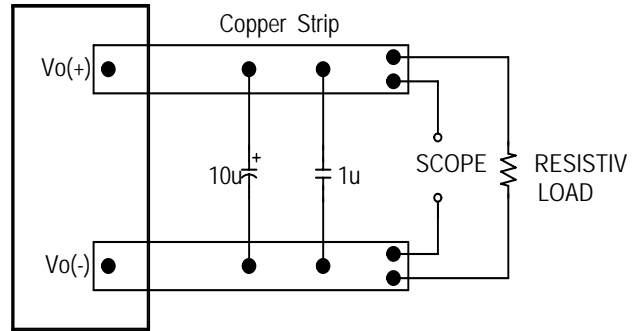 Copper Strip
Vo(+)
+
10u
1u
SCOPE
RESISTIV
LOAD
Vo(-)